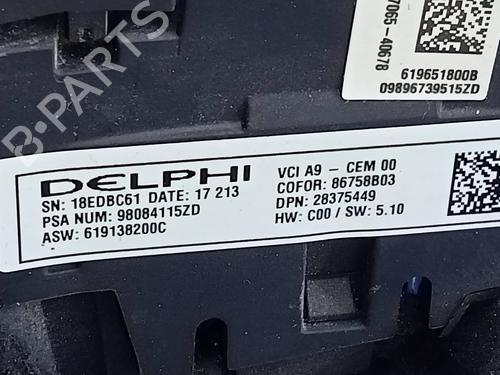 7065-40678
619651800B
09896739515ZD
DELPHI
SN: 18EDBC61 DATE: 17 213
PSA NUM: 98084115ZD
ASW: 619138200C
VCI A9 - CEM 00
COFOR: 86758B03
DPN: 28375449
HW: C00 / SW: 5.10
B-PARTS